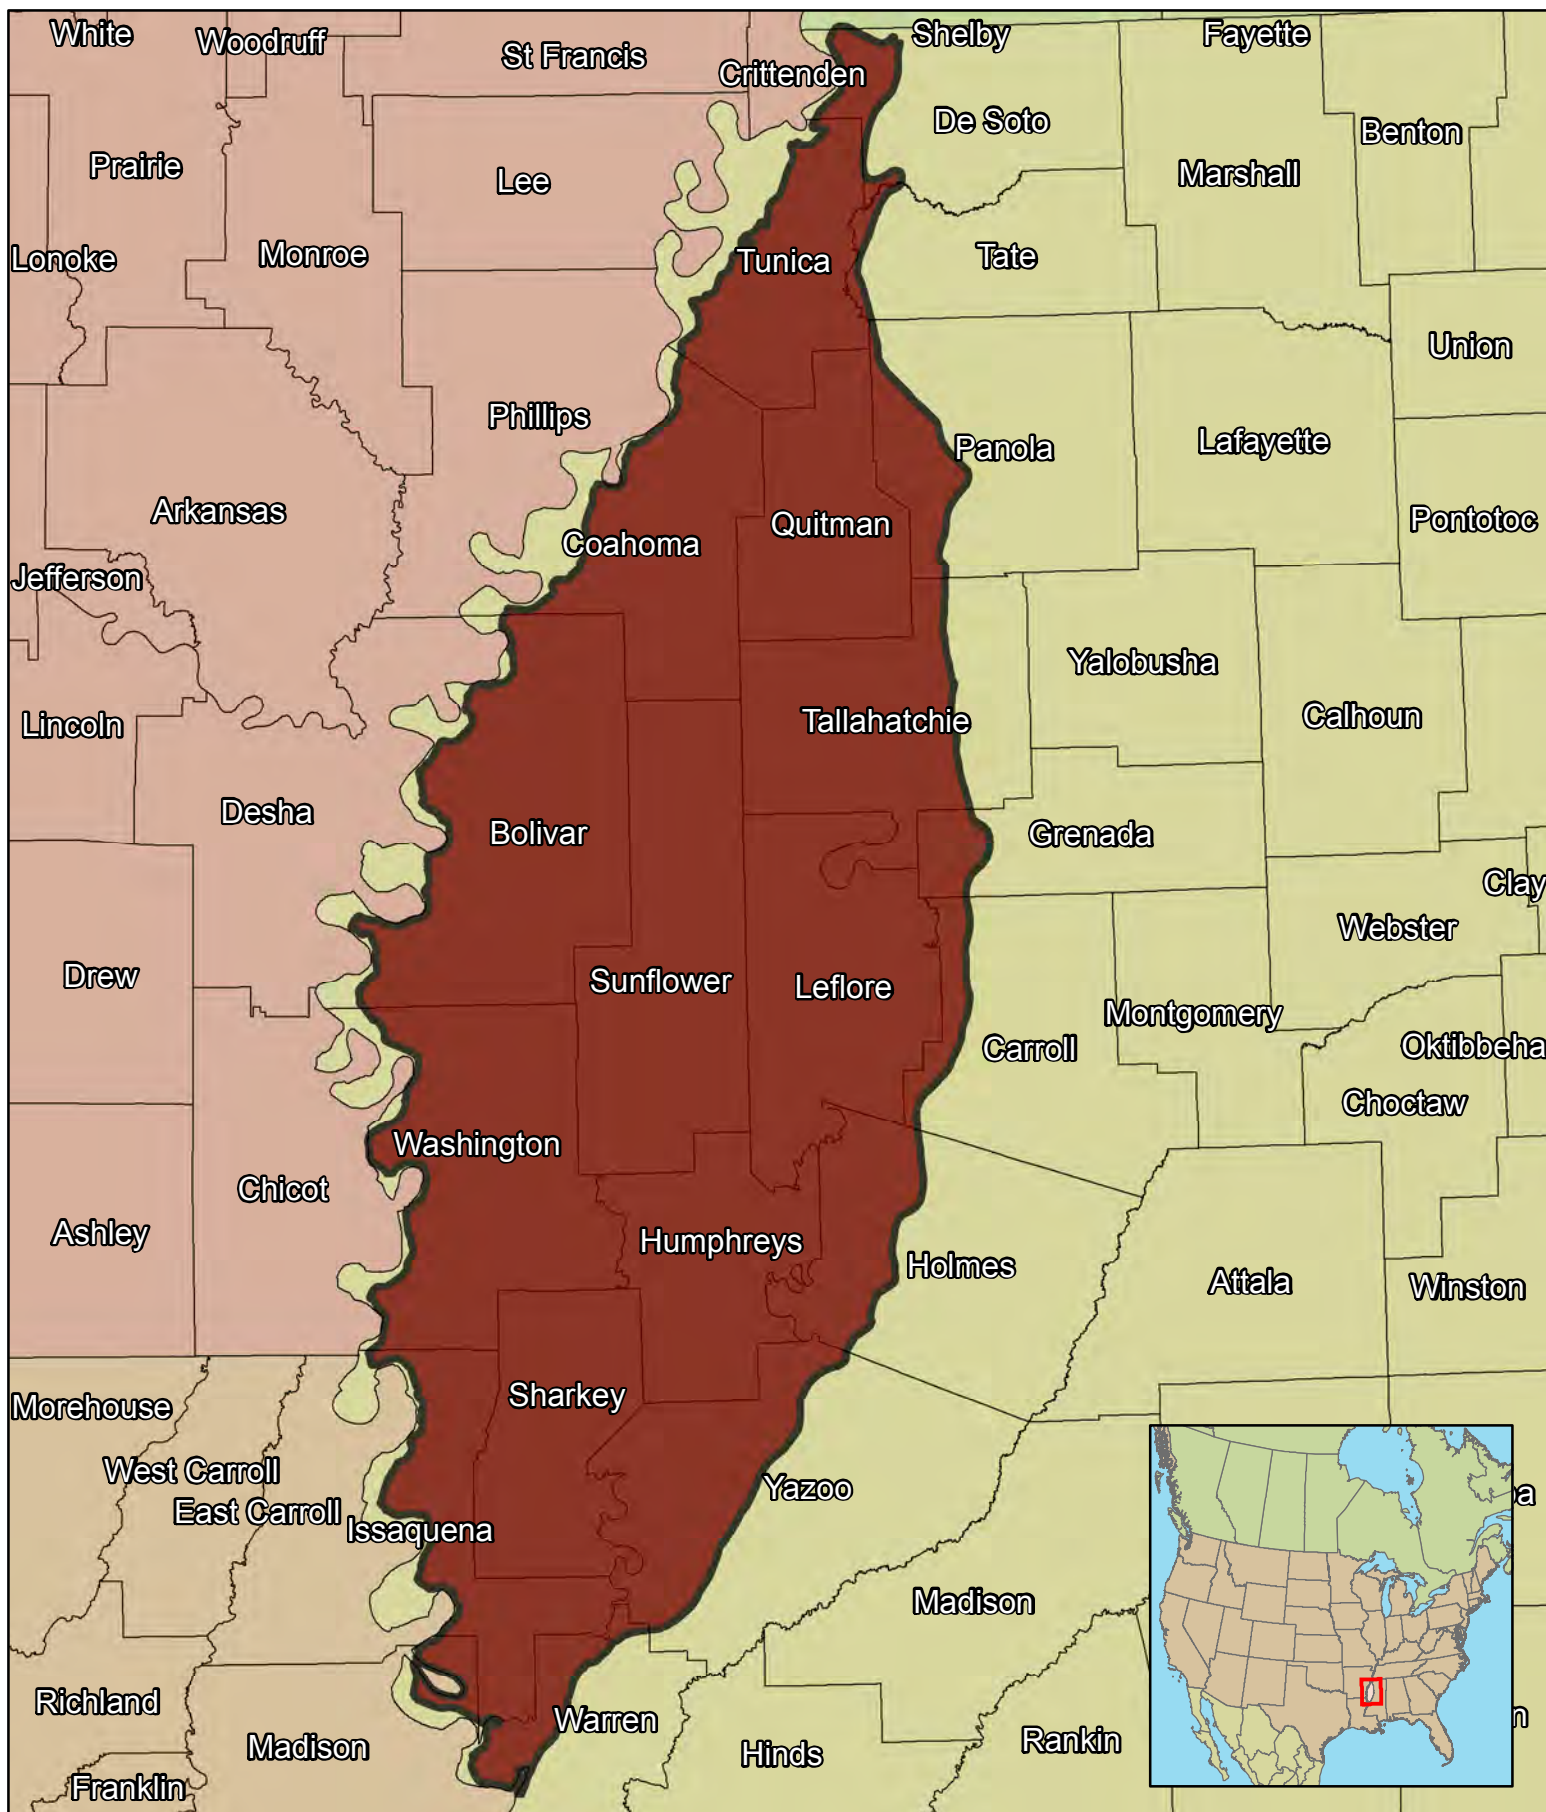 White
Woodruff
St Francis
Shelby
Fayette
Crittenden
De Soto
Benton
Prairie
Lee
Marshall
Lonoke
Monroe
Tunica
Tate
Union
Phillips
Panola
Lafayette
Arkansas
Coahoma
Quitman
Pontotoc
Jefferson
Yalobusha
Lincoln
Tallahatchie
Calhoun
Desha
Bolivar
Grenada
Clay
Webster
Drew
Sunflower
Leflore
Montgomery
Carroll
Oktibbeha
Choctaw
Washington
Chicot
Ashley
Humphreys
Holmes
Attala
Winston
Sharkey
Morehouse
West Carroll
Yazoo
East Carroll
Issaquena
Madison
Richland
Warren
Madison
Hinds
Rankin
Franklin